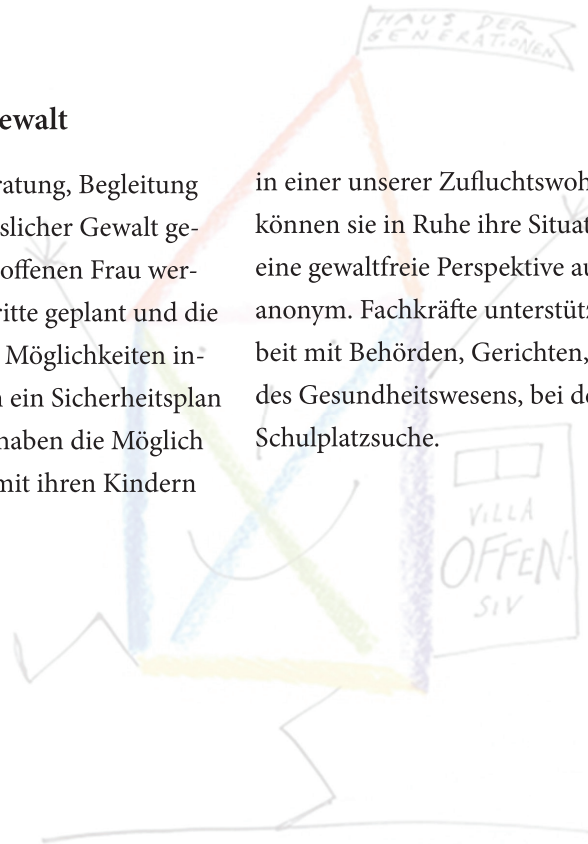 HAUS DER
GENERATIONEN
ewalt
ratung, Begleitung
slicher Gewalt ge-
offenen Frau wer-
ritte geplant und die
Möglichkeiten in-
ein Sicherheitsplan
haben die Möglich
mit ihren Kindern
in einer unserer Zufluchtswoh
können sie in Ruhe ihre Situat
eine gewaltfreie Perspektive au
anonym. Fachkräfte unterstüt
beit mit Behörden, Gerichten,
des Gesundheitswesens, bei de
Schulplatzsuche.
VILLA
OFFEN-
SIV